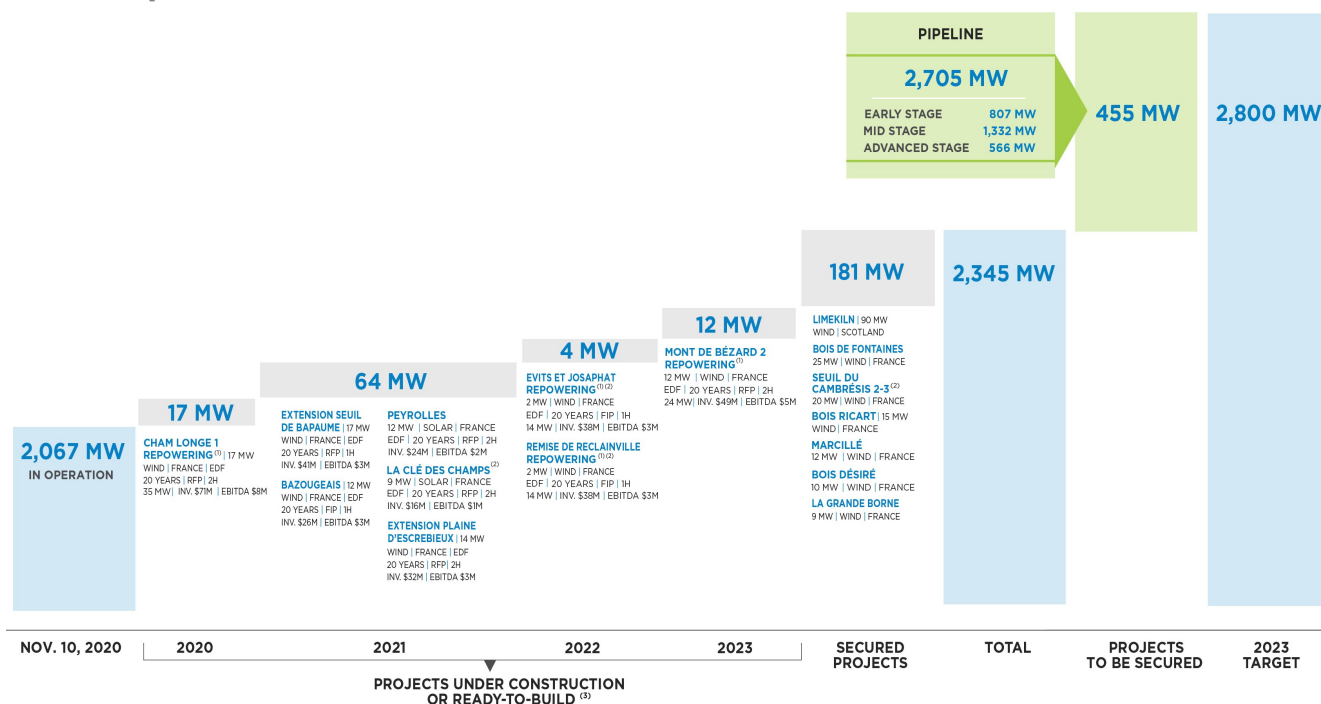 PIPELINE
2,705 MW
EARLY STAGE 807 MW
MID STAGE 1,332 MW
ADVANCED STAGE 566 MW
455 MW
2,800 MW
181 MW
2,345 MW
LIMEKILN | 90 MW
WIND | SCOTLAND
BOIS DE FONTAINES
25 MW | WIND | FRANCE
SEUIL DU
CAMBRÉSIS 2-3 (2)
20 MW | WIND | FRANCE
BOIS RICART | 15 MW
WIND | FRANCE
MARCILLÉ
12 MW | WIND | FRANCE
BOIS DÉSIRÉ
10 MW | WIND | FRANCE
LA GRANDE BORNE
9 MW | WIND | FRANCE
12 MW
MONT DE BÉZARD 2
REPOWERING (1)
12 MW | WIND | FRANCE
EDF | 20 YEARS | RFP | 2H
24 MW | INV. $49M | EBITDA $5M
4 MW
EVITS ET JOSAPHAT
REPOWERING (1) (2)
2 MW | WIND | FRANCE
EDF | 20 YEARS | FIP | 1H
14 MW | INV. $38M | EBITDA $3M
REMISE DE RECLAINVILLE
REPOWERING (1) (2)
2 MW | WIND | FRANCE
EDF | 20 YEARS | FIP | 1H
14 MW | INV. $38M | EBITDA $3M
64 MW
EXTENSION SEUIL
DE BAPAUME | 17 MW
WIND | FRANCE | EDF
20 YEARS | RFP | 1H
INV. $41M | EBITDA $3M
BAZOUGEAIS | 12 MW
WIND | FRANCE | EDF
20 YEARS | FIP | 1H
INV. $26M | EBITDA $3M
PEYROLLES
12 MW | SOLAR | FRANCE
EDF | 20 YEARS | RFP | 2H
INV. $24M | EBITDA $2M
LA CLÉ DES CHAMPS (2)
9 MW | SOLAR | FRANCE
EDF | 20 YEARS | RFP | 2H
INV. $16M | EBITDA $1M
EXTENSION PLAINE
D'ESCREBIEUX | 14 MW
WIND | FRANCE | EDF
20 YEARS | RFP | 2H
INV. $32M | EBITDA $3M
17 MW
CHAM LONGE 1
REPOWERING (1) | 17 MW
WIND | FRANCE | EDF
20 YEARS | RFP | 2H
35 MW | INV. $71M | EBITDA $8M
2,067 MW
IN OPERATION
NOV. 10, 2020
2020
2021
2022
2023
SECURED
PROJECTS
TOTAL
PROJECTS
TO BE SECURED
2023
TARGET
PROJECTS UNDER CONSTRUCTION
OR READY-TO-BUILD (3)